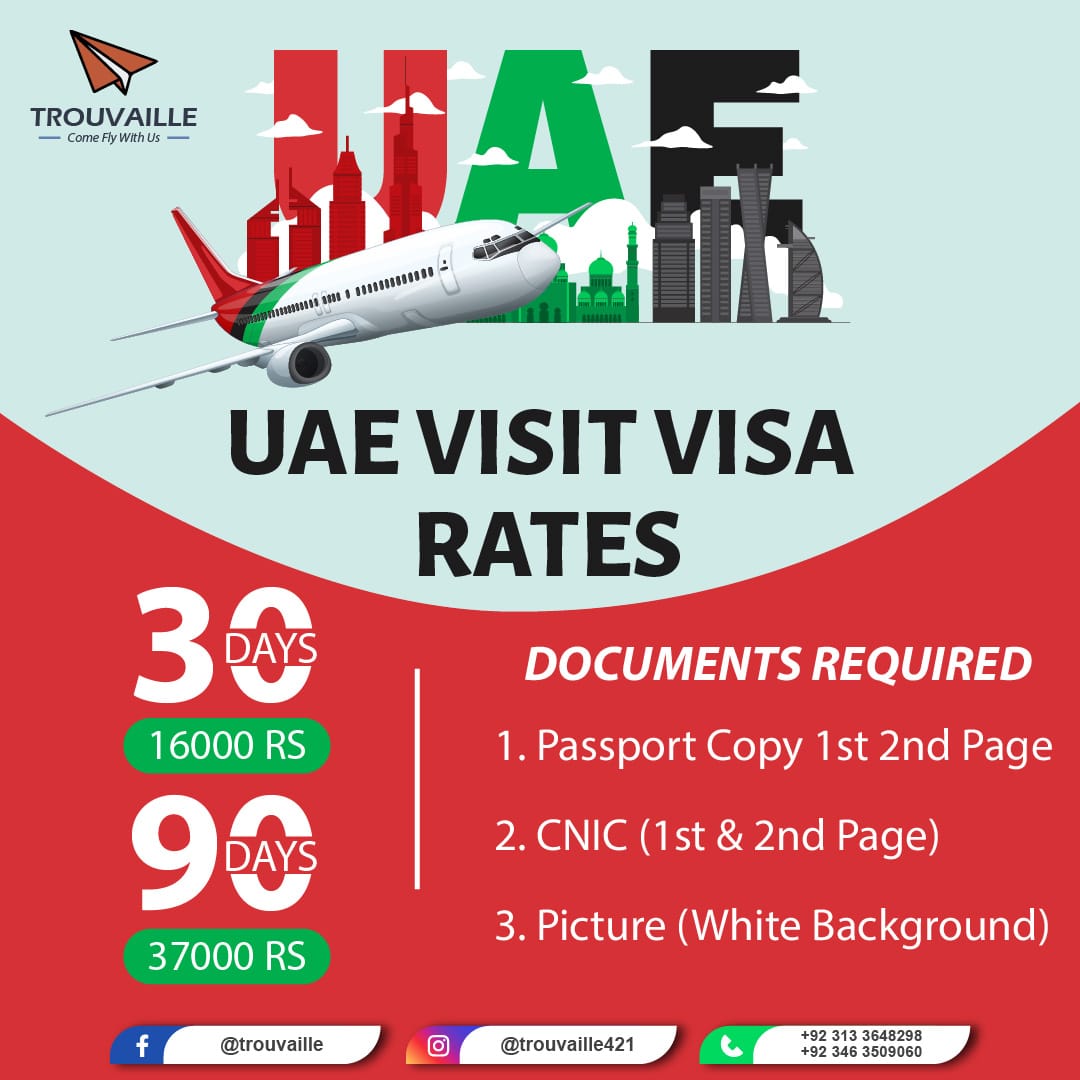 TROUVAILLE
Come Fly With Us
UAE
UAE VISIT VISA
RATES
30
DAYS
16000 RS
90
DAYS
37000 RS
DOCUMENTS REQUIRED
1. Passport Copy 1st 2nd Page
2. CNIC (1st & 2nd Page)
3. Picture (White Background)
@trouvaille
@trouvaille421
+92 313 3648298
+92 346 3509060